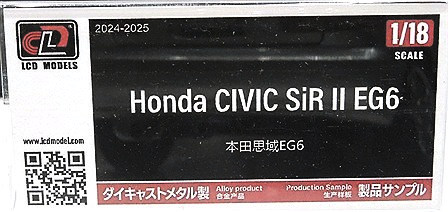 LCD MODELS
2024-2025
1/18
SCALE
Honda CIVIC SiR II EG6
本田思域EG6
www.lcdmodel.com
ダイキャストメタル製
Alloy product
合金产品
Production Sample
生产样板
製品サンプル